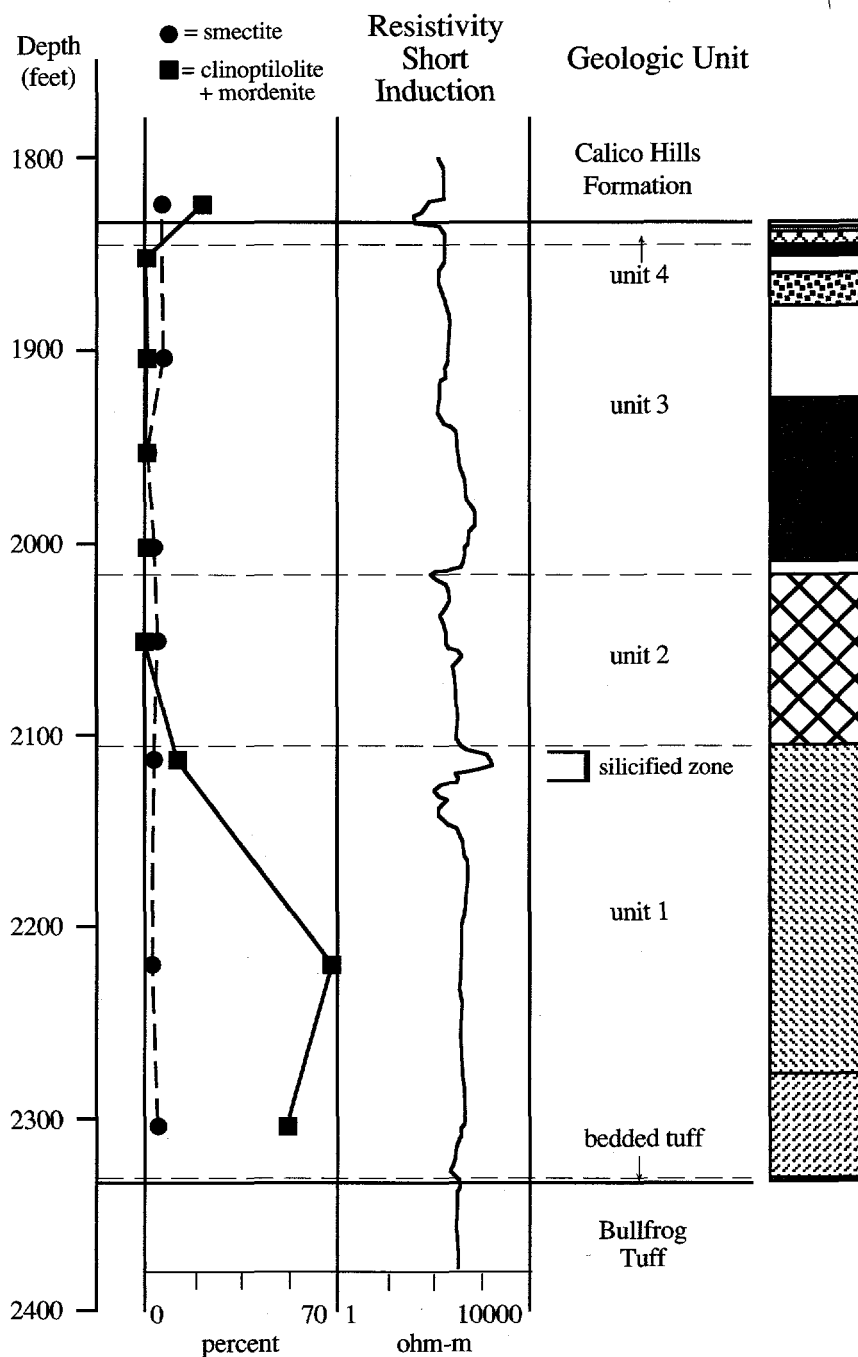 Depth
(feet)
= smectite
= clinoptilolite
+ mordenite
Resistivity
Short
Induction
Geologic Unit
1800
1900
2000
2100
2200
2300
2400
Calico Hills
Formation
unit 4
unit 3
unit 2
silicified zone
unit 1
bedded tuff
Bullfrog
Tuff
0
70
1
10000
percent
ohm-m